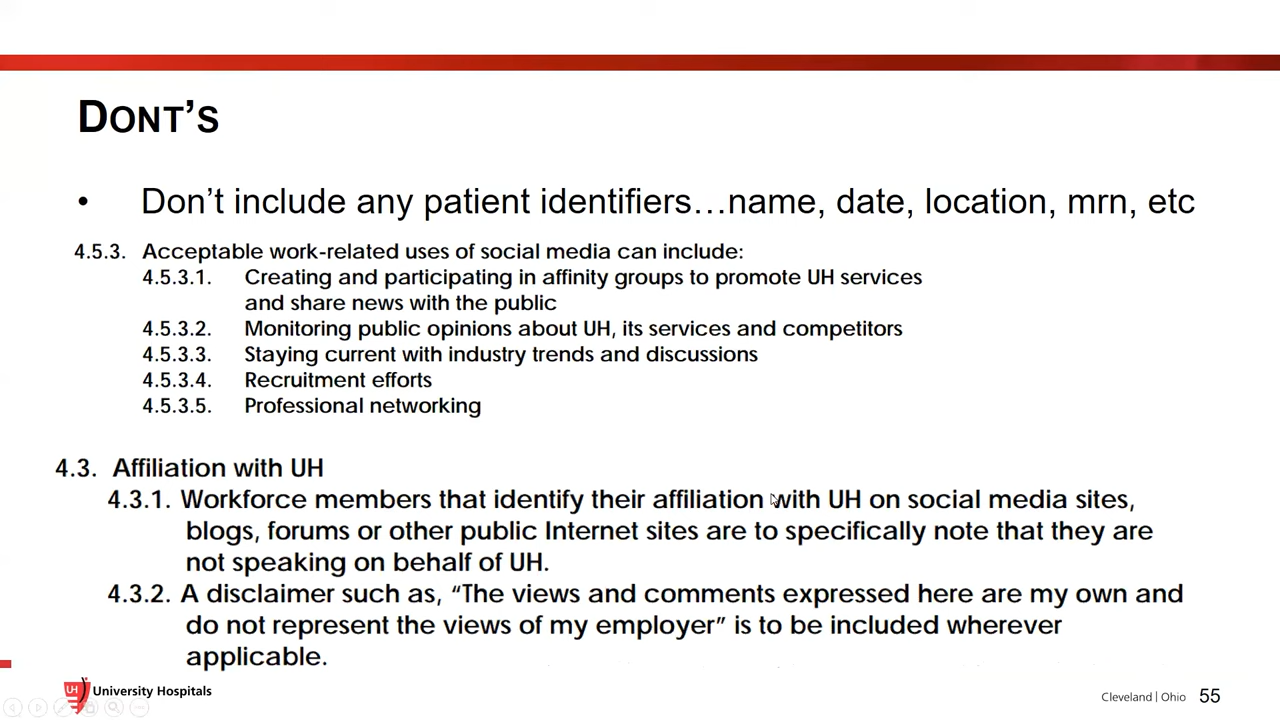 DONT'S
• Don't include any patient identifiers…name, date, location, mrn, etc
4.5.3. Acceptable work-related uses of social media can include:
4.5.3.1. Creating and participating in affinity groups to promote UH services
and share news with the public
4.5.3.2. Monitoring public opinions about UH, its services and competitors
4.5.3.3. Staying current with industry trends and discussions
4.5.3.4. Recruitment efforts
4.5.3.5. Professional networking
4.3. Affiliation with UH
4.3.1. Workforce members that identify their affiliation with UH on social media sites,
blogs, forums or other public Internet sites are to specifically note that they are
not speaking on behalf of UH.
4.3.2. A disclaimer such as, “The views and comments expressed here are my own and
do not represent the views of my employer” is to be included wherever
applicable.
UH University Hospitals
Cleveland | Ohio 55